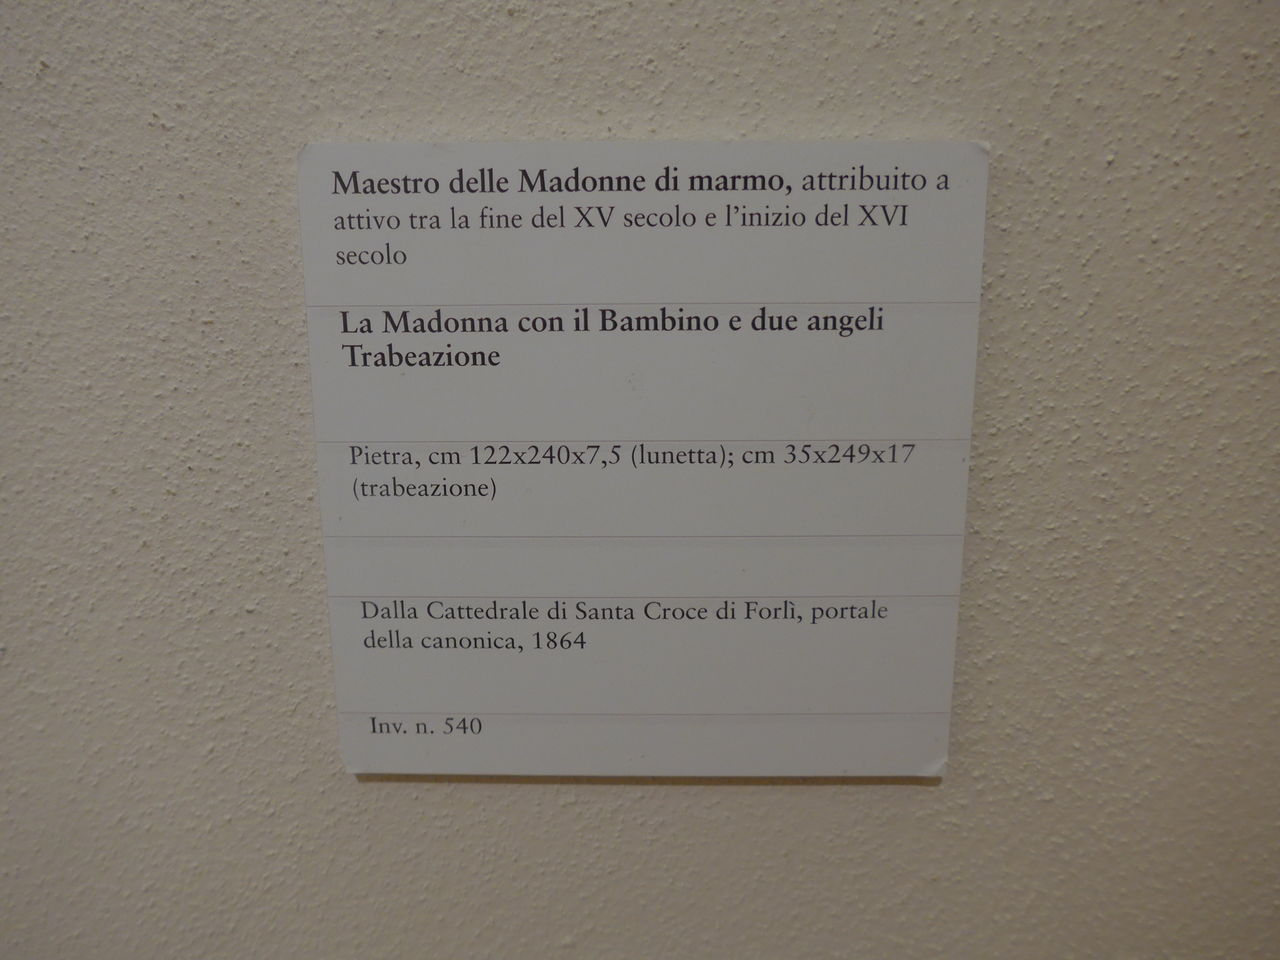 Maestro delle Madonne di marmo, attribuito a
attivo tra la fine del XV secolo e l'inizio del XVI
secolo
La Madonna con il Bambino e due angeli
Trabeazione
Pietra, cm 122x240x7,5 (lunetta); cm 35x249x17
(trabeazione)
Dalla Cattedrale di Santa Croce di Forlì, portale
della canonica, 1864
Inv. n. 540